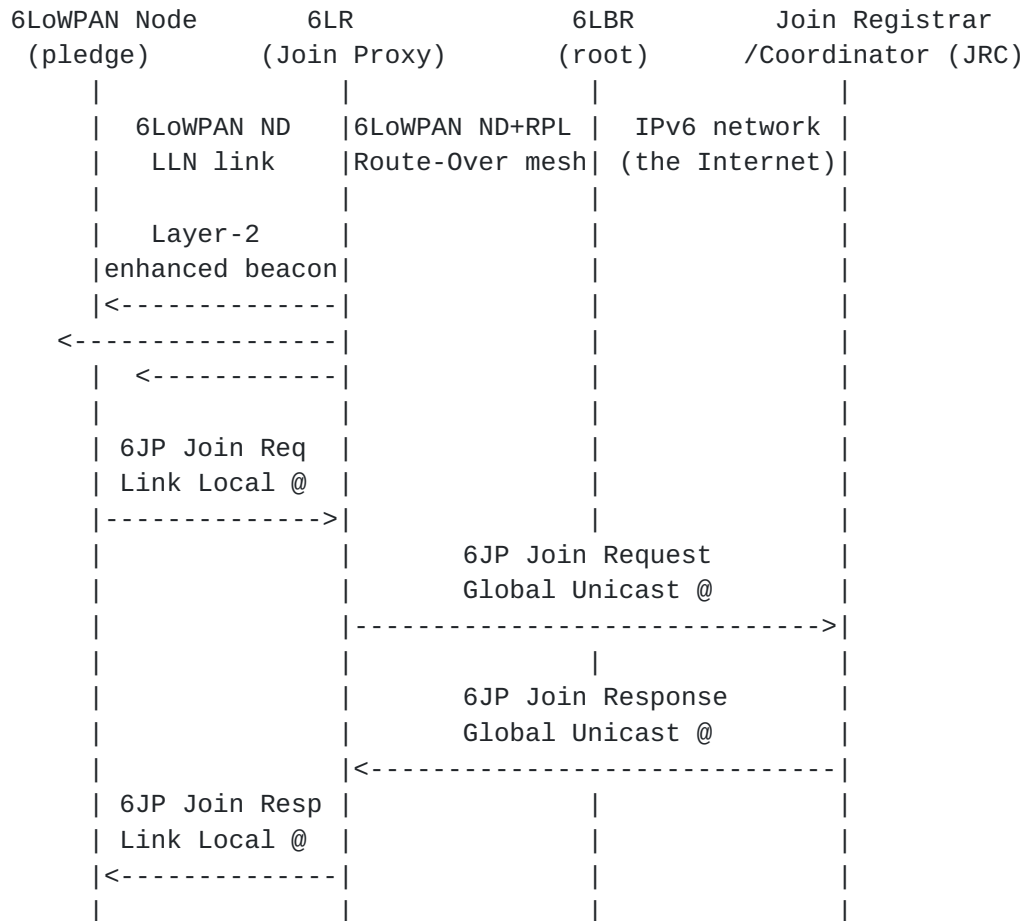 6LoWPAN Node        6LR               6LBR            Join Registrar
 (pledge)       (Join Proxy)       (root)      /Coordinator (JRC)
     |               |               |               |
     |  6LoWPAN ND   |6LoWPAN ND+RPL |  IPv6 network |
     |   LLN link    |Route-Over mesh| (the Internet)|
     |               |               |               |
     |   Layer-2     |               |               |
     |enhanced beacon|               |               |
     |<--------------|               |               |
   <-----------------|               |               |
     |  <------------|               |               |
     |               |               |               |
     | 6JP Join Req  |               |               |
     | Link Local @  |               |               |
     |-------------->|               |               |
     |               |       6JP Join Request        |
     |               |       Global Unicast @        |
     |               |------------------------------>|
     |               |               |               |
     |               |       6JP Join Response       |
     |               |       Global Unicast @        |
     |               |<------------------------------|
     | 6JP Join Resp |               |               |
     | Link Local @  |               |               |
     |<--------------|               |               |
     |               |               |               |